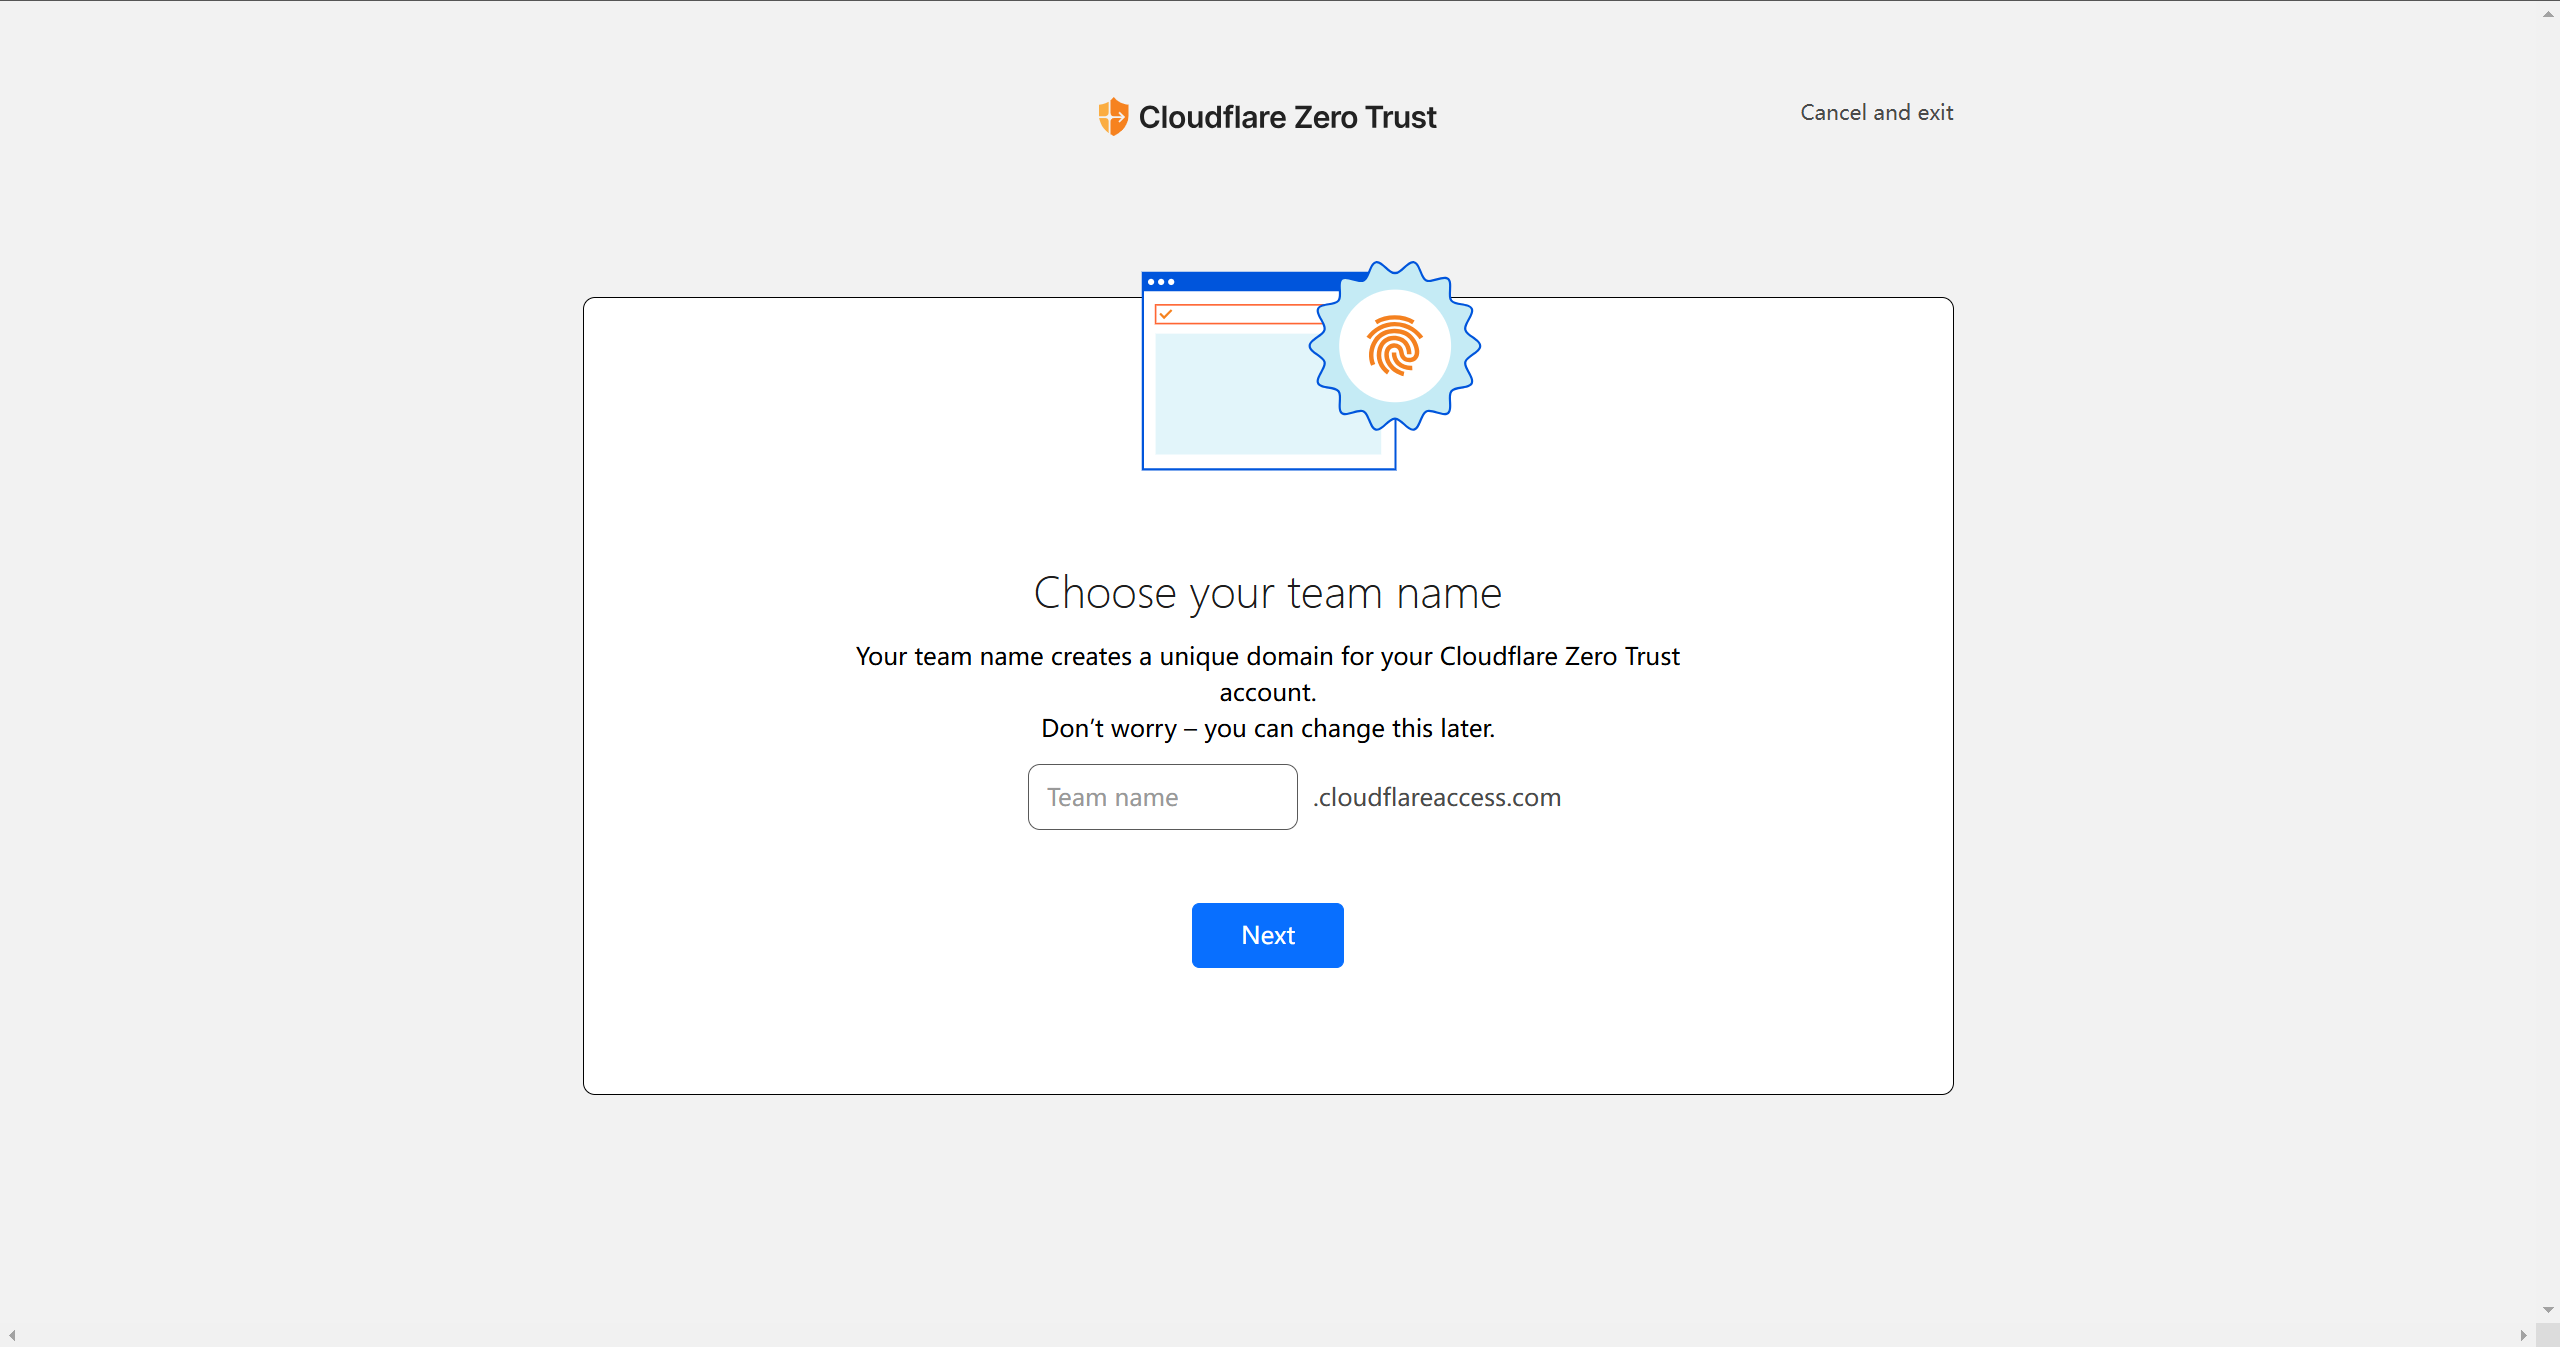 Cloudflare Zero Trust
Cancel and exit
Choose your team name
Your team name creates a unique domain for your Cloudflare Zero Trust
account.
Don’t worry – you can change this later.
Team name .cloudflareaccess.com
Next